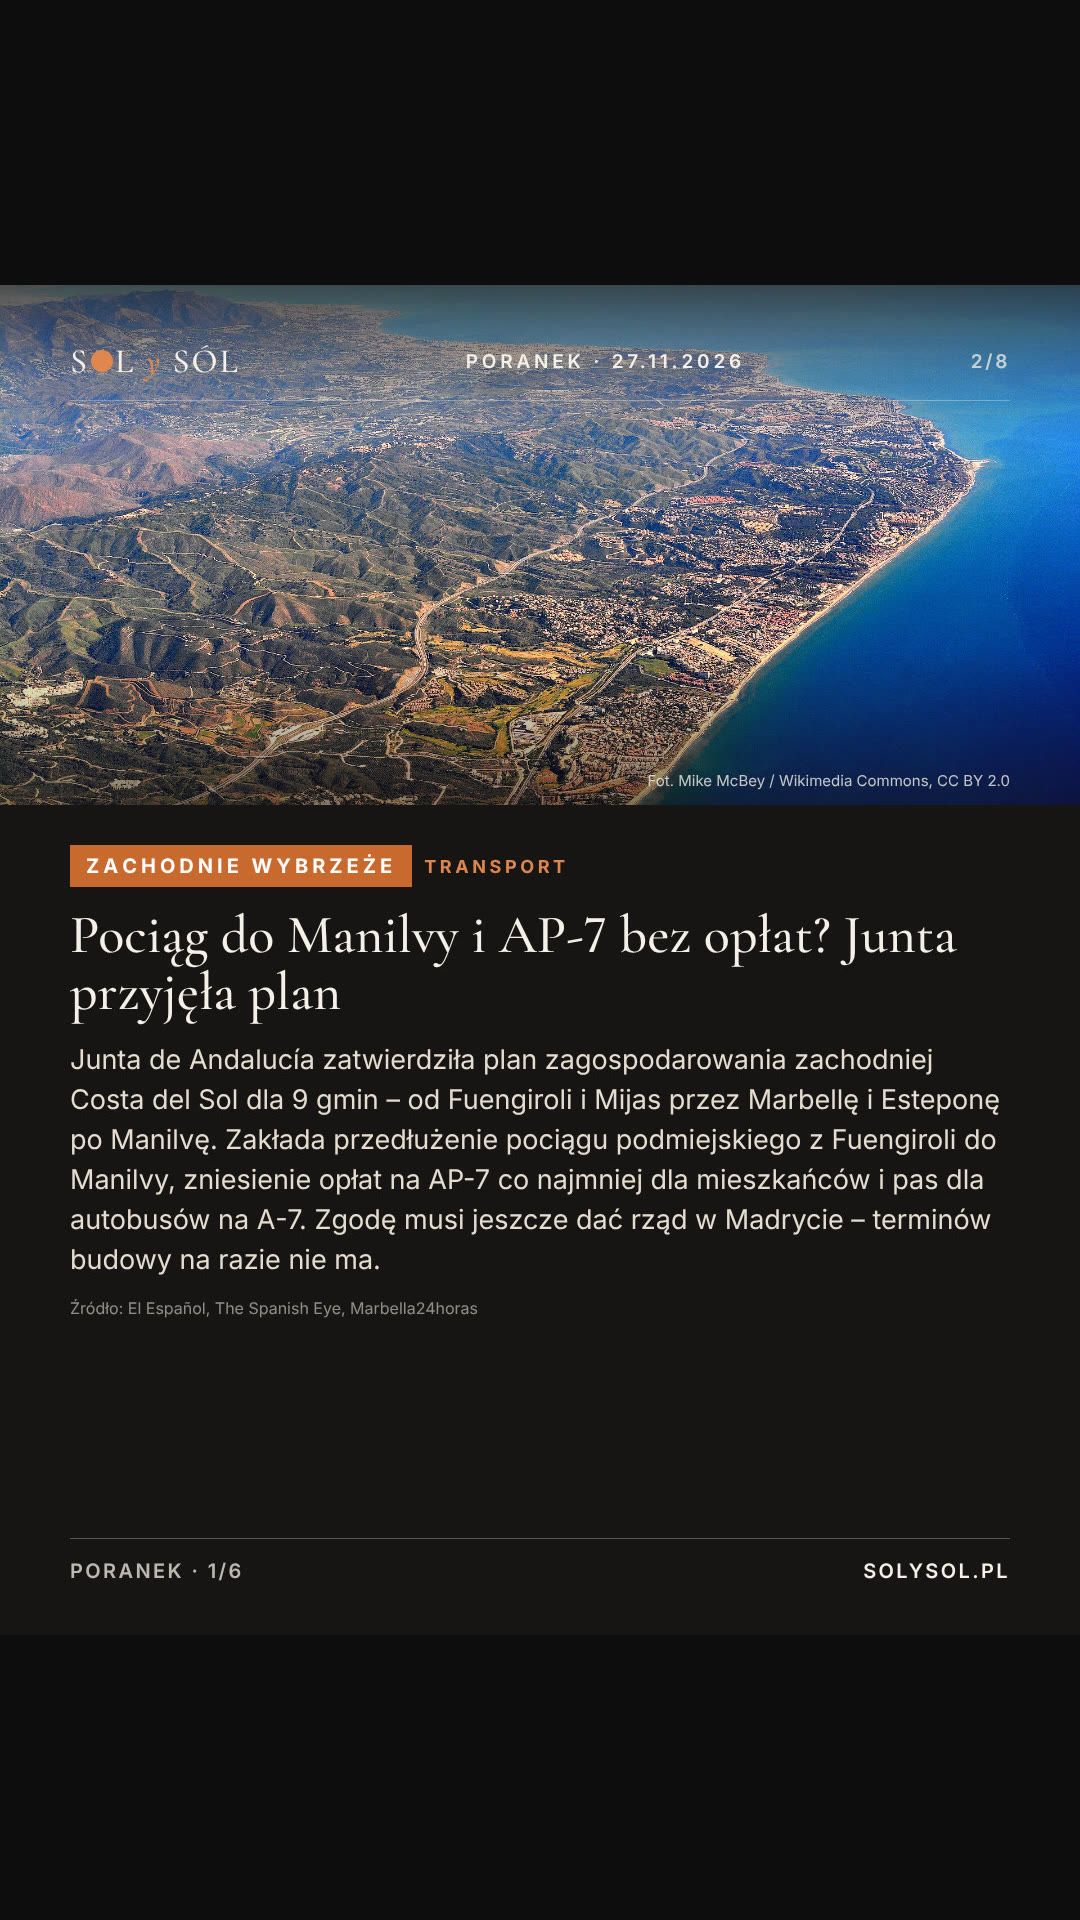 SOL y SÓL
PORANEK · 27.11.2026
2/8
Fot. Mike McBey / Wikimedia Commons, CC BY 2.0
ZACHODNIE WYBRZEŻE TRANSPORT
Pociąg do Manilvy i AP-7 bez opłat? Junta
przyjęła plan
Junta de Andalucía zatwierdziła plan zagospodarowania zachodniej
Costa del Sol dla 9 gmin – od Fuengiroli i Mijas przez Marbellę i Esteponę
po Manilvę. Zakłada przedłużenie pociągu podmiejskiego z Fuengiroli do
Manilvy, zniesienie opłat na AP-7 co najmniej dla mieszkańców i pas dla
autobusów na A-7. Zgodę musi jeszcze dać rząd w Madrycie – terminów
budowy na razie nie ma.
Źródło: El Español, The Spanish Eye, Marbella24horas
PORANEK · 1/6
SOLYSOL.PL